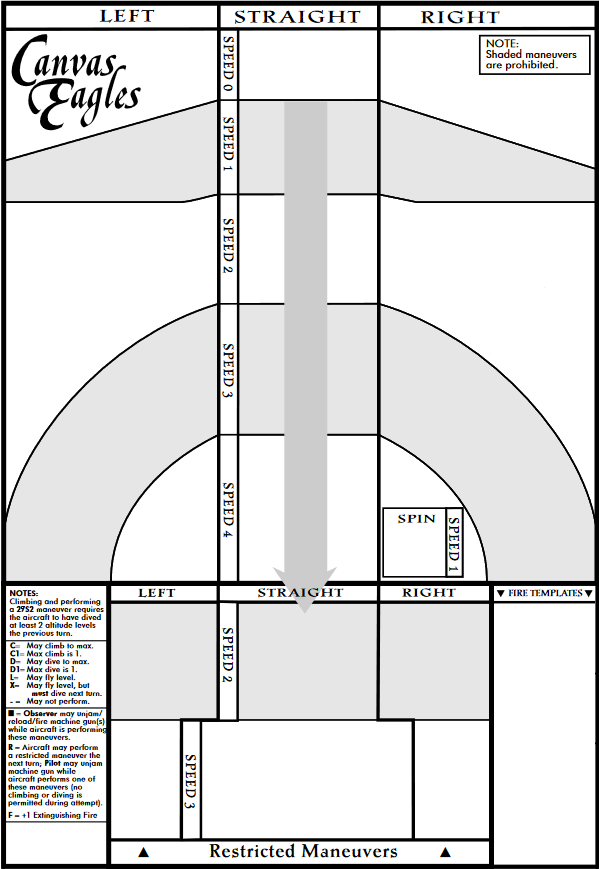 LEFT
STRAIGHT
RIGHT
Canvas
Eagles
NOTE:
Shaded maneuvers
are prohibited.
SPEED 0
SPEED 1
SPEED 2
SPEED 3
SPEED 4
SPIN
SPEED 1
NOTES:
Climbing and performing
a 29S2 maneuver requires
the aircraft to have dived
at least 2 altitude levels
the previous turn.
C= May climb to max.
C1= Max climb is 1.
D= May dive to max.
D1= Max dive is 1.
L= May fly level.
X= May fly level, but
must dive next turn.
- = May not perform.
■ = Observer may unjam/
reload/fire machine gun(s)
while aircraft is performing
these maneuvers.
R = Aircraft may perform
a restricted maneuver the
next turn; Pilot may unjam
machine gun while
aircraft performs one of
these maneuvers (no
climbing or diving is
permitted during attempt).
F = +1 Extinguishing Fire
LEFT
STRAIGHT
RIGHT
SPEED 2
SPEED 3
▲ Restricted Maneuvers ▲
▼ FIRE TEMPLATES ▼